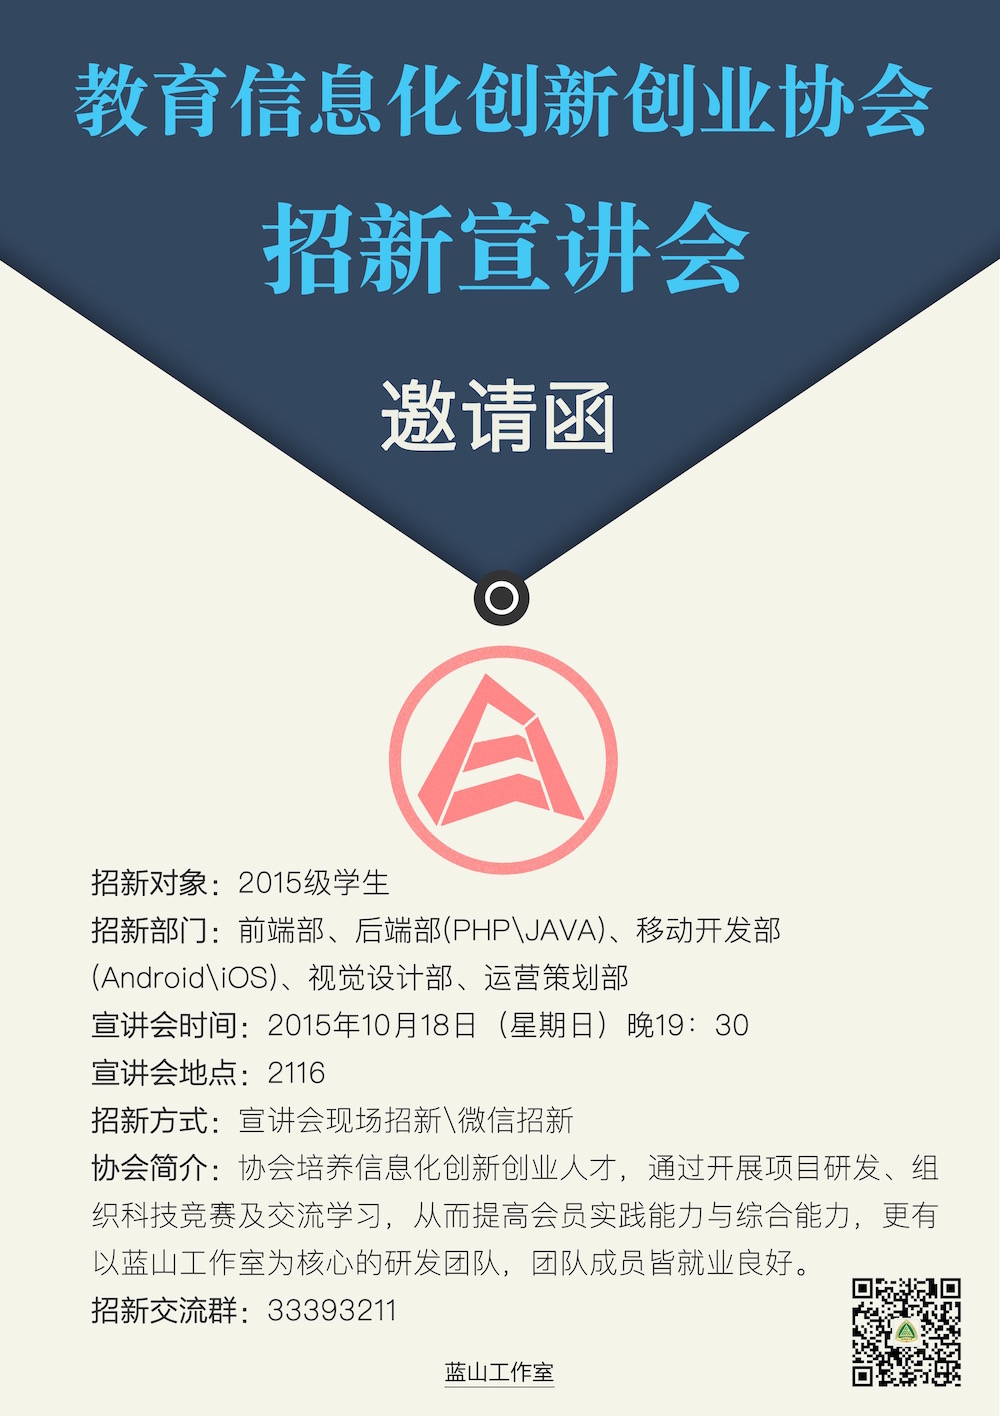 教育信息化创新创业协会
招新宣讲会
邀请函
招新对象：2015级学生
招新部门：前端部、后端部(PHP\JAVA)、移动开发部
(Android\iOS)、视觉设计部、运营策划部
宣讲会时间：2015年10月18日（星期日）晚19：30
宣讲会地点：2116
招新方式：宣讲会现场招新\微信招新
协会简介：协会培养信息化创新创业人才，通过开展项目研发、组
织科技竞赛及交流学习，从而提高会员实践能力与综合能力，更有
以蓝山工作室为核心的研发团队，团队成员皆就业良好。
招新交流群：33393211
蓝山工作室